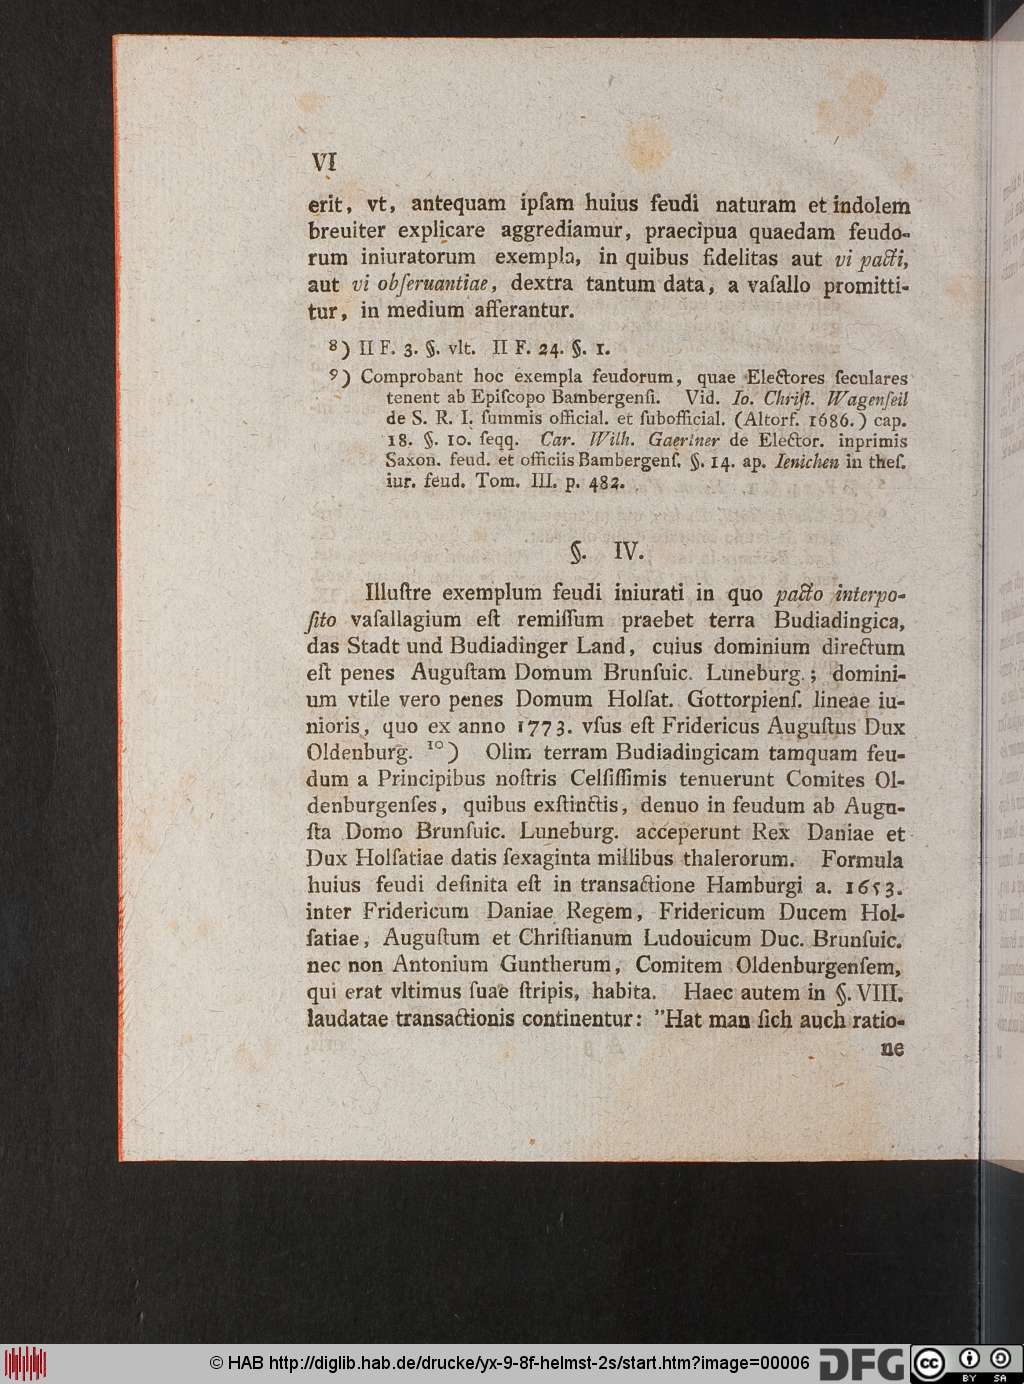 VI
erit, vt, antequam ipſam huius feudi naturam et indolem
breuiter explicare aggrediamur, praecipua quaedam feudo-
rum iniuratorum exempla, in quibus fidelitas aut vi pacti,
aut vi obſeruantiae, dextra tantum data, a vaſallo promitti-
tur, in medium afferantur.
8) II F. 3. §. vlt. II F. 24. §. 1.
9) Comprobant hoc exempla feudorum, quae Electores ſeculares
tenent ab Epiſcopo Bambergenſi. Vid. Io. Chriſt. Wagenſeil
de S. R. I. ſummis official. et ſubofficial. (Altorf. 1686.) cap.
18. §. 10. ſeqq. Car. Wilh. Gaertner de Elector. inprimis
Saxon. feud. et officiis Bambergenſ. §. 14. ap. Ienichen in theſ.
iur. feud. Tom. III. p. 482.
§. IV.
Illuſtre exemplum feudi iniurati in quo pacto interpo-
ſito vaſallagium eſt remiſſum praebet terra Budiadingica,
das Stadt und Budiadinger Land, cuius dominium directum
eſt penes Auguſtam Domum Brunſuic. Luneburg.; domini-
um vtile vero penes Domum Holſat. Gottorpienſ. lineae iu-
nioris, quo ex anno 1773. vſus eſt Fridericus Auguſtus Dux
Oldenburg. 10) Olim terram Budiadingicam tamquam feu-
dum a Principibus noſtris Celſiſſimis tenuerunt Comites Ol-
denburgenſes, quibus exſtinctis, denuo in feudum ab Augu-
ſta Domo Brunſuic. Luneburg. acceperunt Rex Daniae et
Dux Holſatiae datis ſexaginta millibus thalerorum. Formula
huius feudi definita eſt in transactione Hamburgi a. 1653.
inter Fridericum Daniae Regem, Fridericum Ducem Hol-
ſatiae, Auguſtum et Chriſtianum Ludouicum Duc. Brunſuic.
nec non Antonium Guntherum, Comitem Oldenburgenſem,
qui erat vltimus ſuae ſtripis, habita. Haec autem in §. VIII.
laudatae transactionis continentur: ”Hat man ſich auch ratio-
ne
© HAB http://diglib.hab.de/drucke/yx-9-8f-helmst-2s/start.htm?image=00006
DFG
cc BY SA